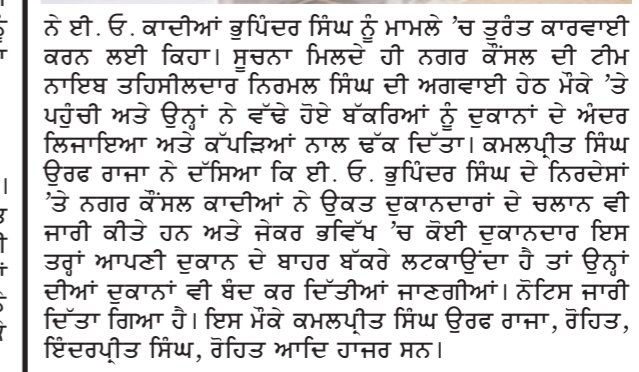 ਨੇ ਈ. ਓ. ਕਾਦੀਆਂ ਭੁਪਿੰਦਰ ਸਿੰਘ ਨੂੰ ਮਾਮਲੇ ’ਚ ਤੁਰੰਤ ਕਾਰਵਾਈ
ਕਰਨ ਲਈ ਕਿਹਾ। ਸੂਚਨਾ ਮਿਲਦੇ ਹੀ ਨਗਰ ਕੌਂਸਲ ਦੀ ਟੀਮ
ਨਾਇਬ ਤਹਿਸੀਲਦਾਰ ਨਿਰਮਲ ਸਿੰਘ ਦੀ ਅਗਵਾਈ ਹੇਠ ਮੌਕੇ ’ਤੇ
ਪਹੁੰਚੀ ਅਤੇ ਉਨ੍ਹਾਂ ਨੇ ਵੱਢੇ ਹੋਏ ਬੱਕਰਿਆਂ ਨੂੰ ਦੁਕਾਨਾਂ ਦੇ ਅੰਦਰ
ਲਿਜਾਇਆ ਅਤੇ ਕੱਪੜਿਆਂ ਨਾਲ ਢੱਕ ਦਿੱਤਾ। ਕਮਲਪ੍ਰੀਤ ਸਿੰਘ
ਉਰਫ ਰਾਜਾ ਨੇ ਦੱਸਿਆ ਕਿ ਈ. ਓ. ਭੁਪਿੰਦਰ ਸਿੰਘ ਦੇ ਨਿਰਦੇਸਾਂ
’ਤੇ ਨਗਰ ਕੌਂਸਲ ਕਾਦੀਆਂ ਨੇ ਉਕਤ ਦੁਕਾਨਦਾਰਾਂ ਦੇ ਚਲਾਨ ਵੀ
ਜਾਰੀ ਕੀਤੇ ਹਨ ਅਤੇ ਜੇਕਰ ਭਵਿੱਖ ’ਚ ਕੋਈ ਦੁਕਾਨਦਾਰ ਇਸ
ਤਰ੍ਹਾਂ ਆਪਣੀ ਦੁਕਾਨ ਦੇ ਬਾਹਰ ਬੱਕਰੇ ਲਟਕਾਉਂਦਾ ਹੈ ਤਾਂ ਉਨ੍ਹਾਂ
ਦੀਆਂ ਦੁਕਾਨਾਂ ਵੀ ਬੰਦ ਕਰ ਦਿੱਤੀਆਂ ਜਾਣਗੀਆਂ। ਨੋਟਿਸ ਜਾਰੀ
ਦਿੱਤਾ ਗਿਆ ਹੈ। ਇਸ ਮੌਕੇ ਕਮਲਪ੍ਰੀਤ ਸਿੰਘ ਉਰਫ ਰਾਜਾ, ਰੋਹਿਤ,
ਇੰਦਰਪ੍ਰੀਤ ਸਿੰਘ, ਰੋਹਿਤ ਆਦਿ ਹਾਜਰ ਸਨ।